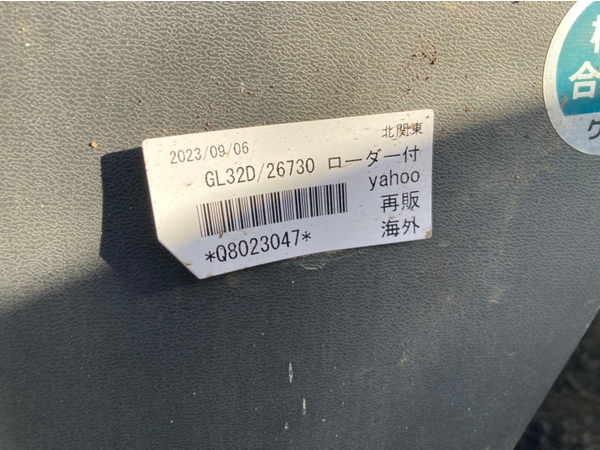 2023/09/06
北関東
GL32D/26730 ローダー付
yahoo
再販
*Q8023047*
海外
合